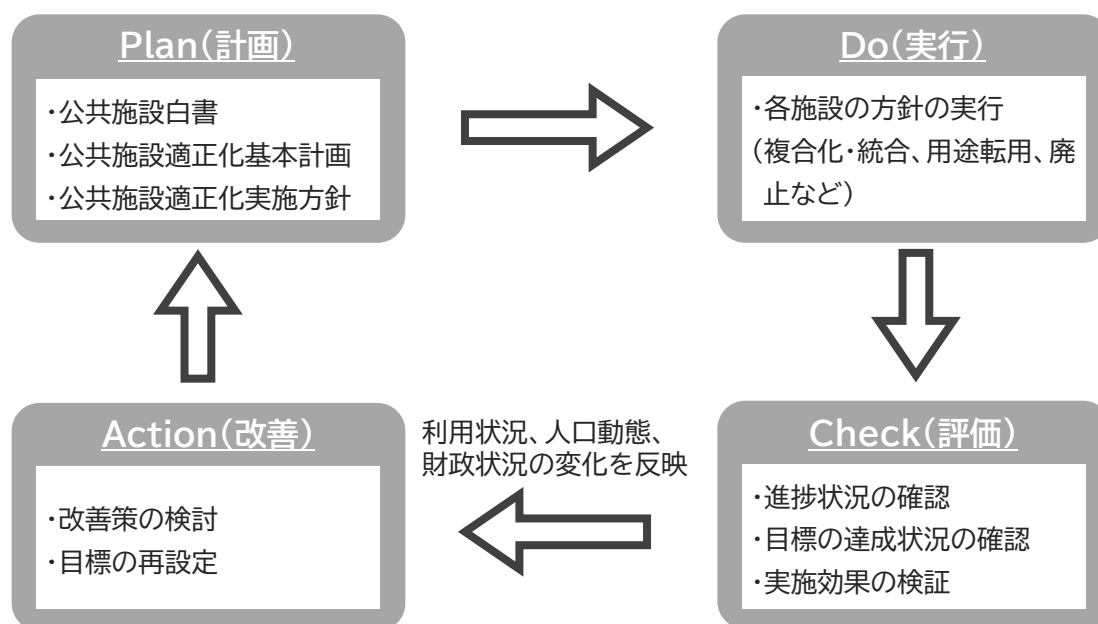 Plan(計画)
・公共施設白書
・公共施設適正化基本計画
・公共施設適正化実施方針
Do(実行)
・各施設の方針の実行
(複合化・統合、用途転用、廃
止など)
Action(改善)
・改善策の検討
・目標の再設定
利用状況、人口動態、
財政状況の変化を反映
Check(評価)
・進捗状況の確認
・目標の達成状況の確認
・実施効果の検証